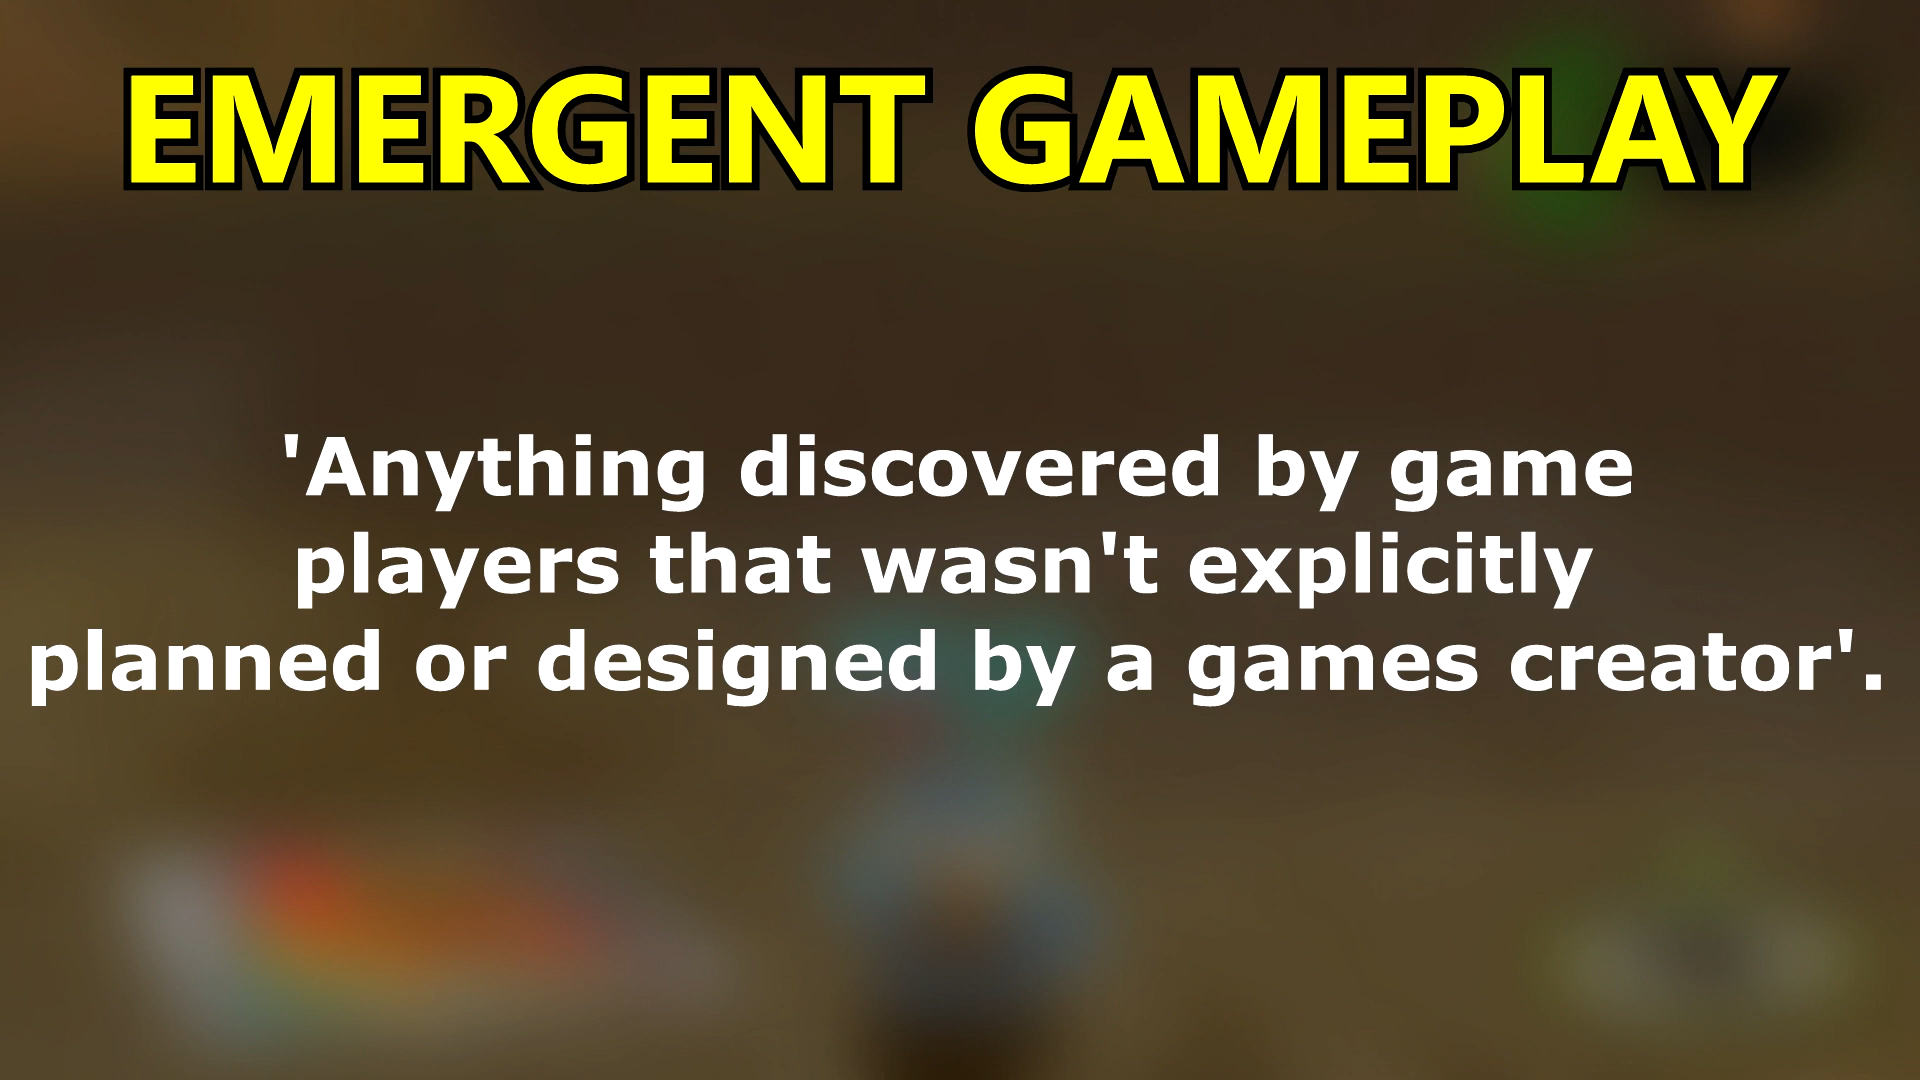 EMERGENT GAMEPLAY
'Anything discovered by game
players that wasn't explicitly
planned or designed by a games creator'.